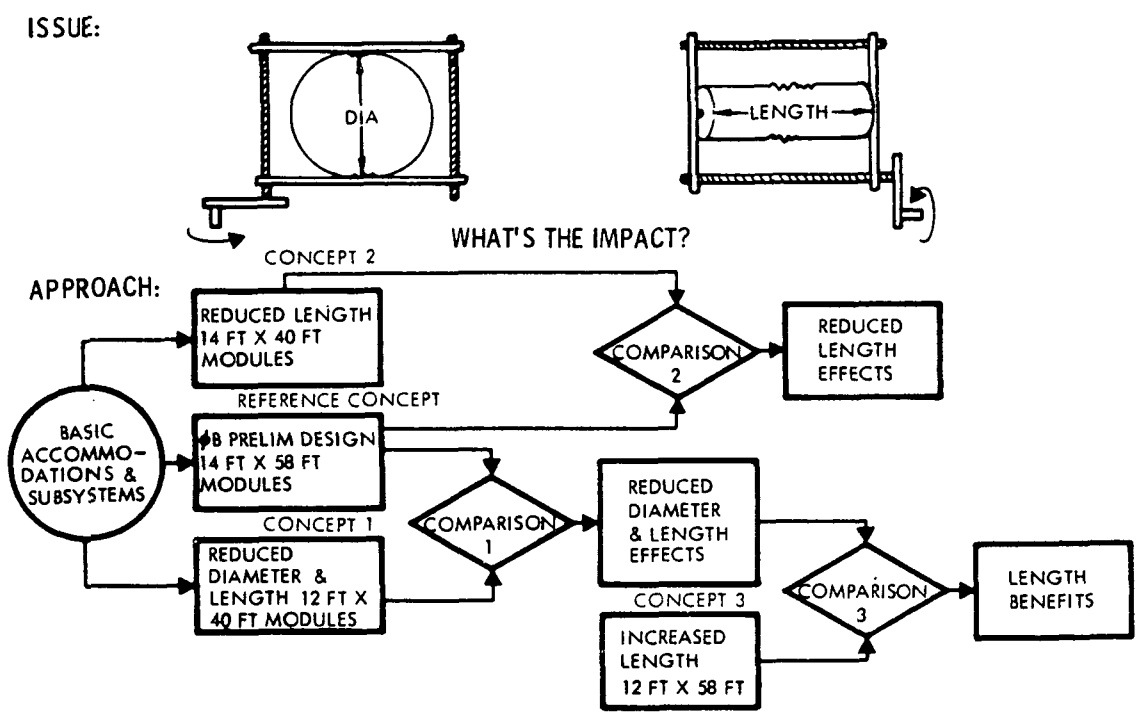 ISSUE:
DIA
LENGTH
WHAT'S THE IMPACT?
APPROACH:
CONCEPT 2
REDUCED LENGTH
14 FT X 40 FT
MODULES
COMPARISON
2
REDUCED
LENGTH
EFFECTS
REFERENCE CONCEPT
BASIC
ACCOMMO-
DATIONS &
SUBSYSTEMS
ϕB PRELIM DESIGN
14 FT X 58 FT
MODULES
COMPARISON
1
REDUCED
DIAMETER
& LENGTH
EFFECTS
CONCEPT 1
REDUCED
DIAMETER &
LENGTH 12 FT X
40 FT MODULES
CONCEPT 3
INCREASED
LENGTH
12 FT X 58 FT
COMPARISON
3
LENGTH
BENEFITS